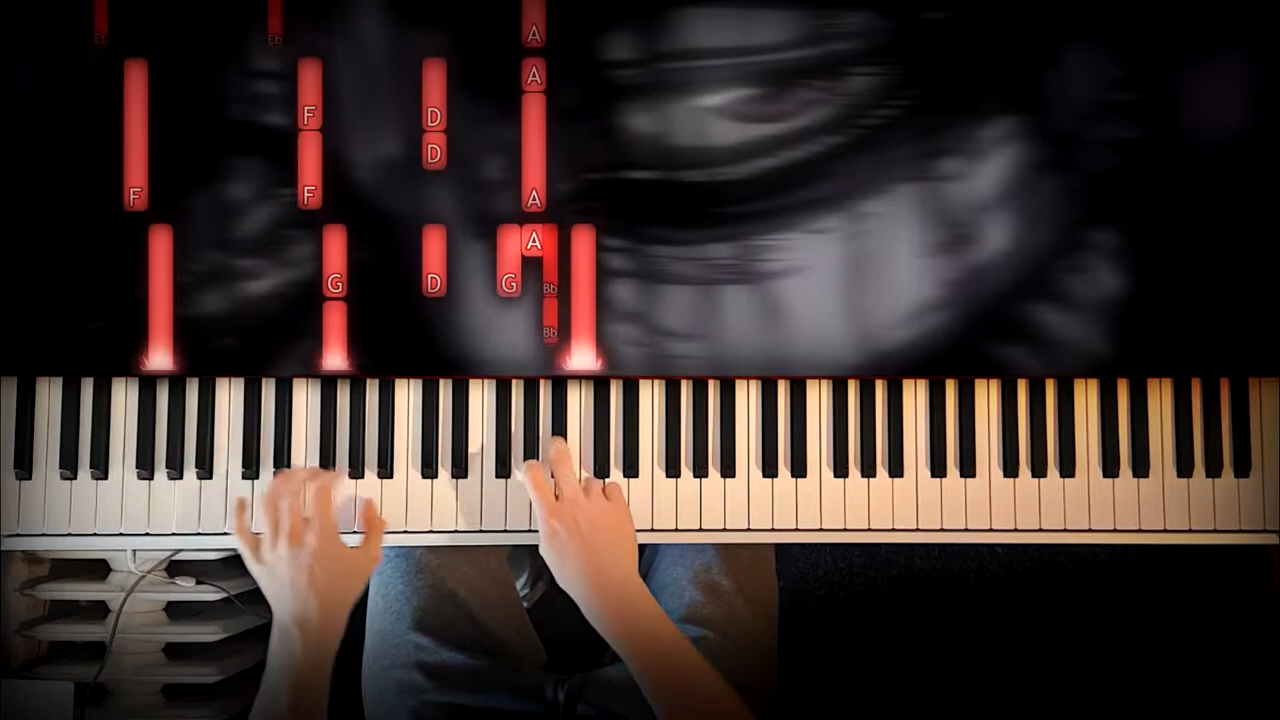 Eb Eb A
A
F D
D
F F A
A
G D G Bb
Bb